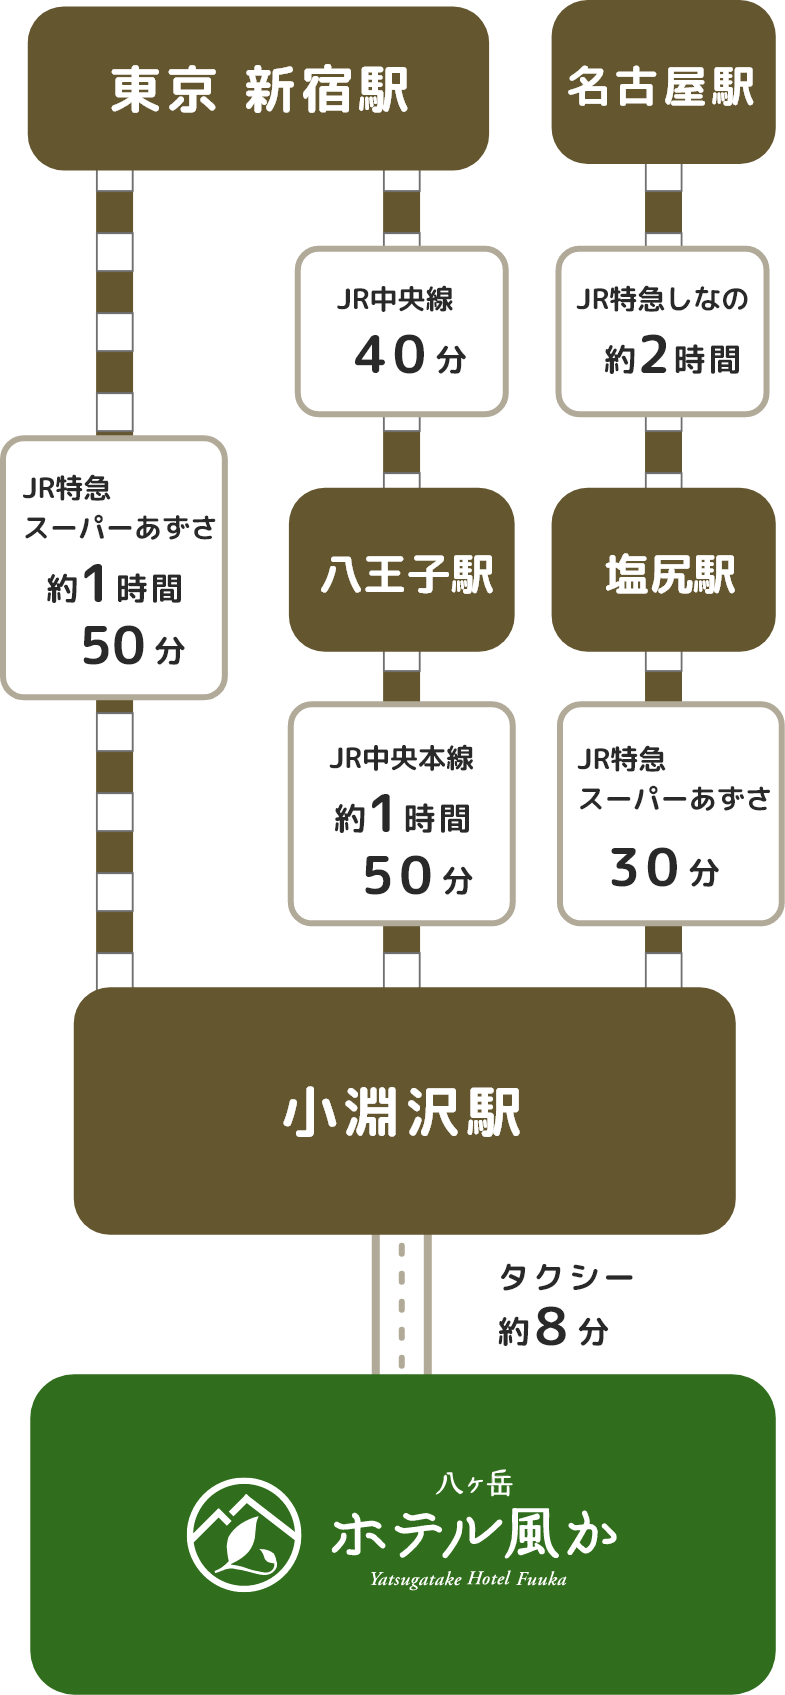 東京 新宿駅
名古屋駅
JR中央線
40分
JR特急しなの
約2時間
JR特急
スーパーあずさ
約1時間
50分
八王子駅
塩尻駅
JR中央本線
約1時間
50分
JR特急
スーパーあずさ
30分
小淵沢駅
タクシー
約8分
八ヶ岳
ホテル風か
Yatsugatake Hotel Fuuka